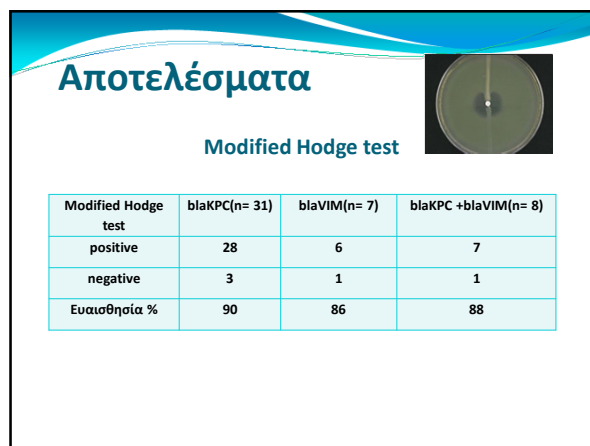 Αποτελέσματα
Modified Hodge test
Modified Hodge test blaKPC(n= 31) blaVIM(n= 7) blaKPC +blaVIM(n= 8)
positive 28 6 7
negative 3 1 1
Ευαισθησία % 90 86 88